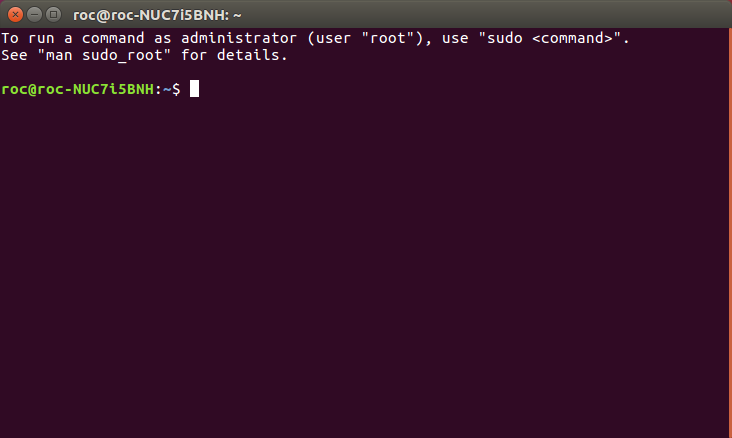 roc@roc-NUC7i5BNH: ~
To run a command as administrator (user "root"), use "sudo <command>".
See "man sudo_root" for details.
roc@roc-NUC7i5BNH:~$